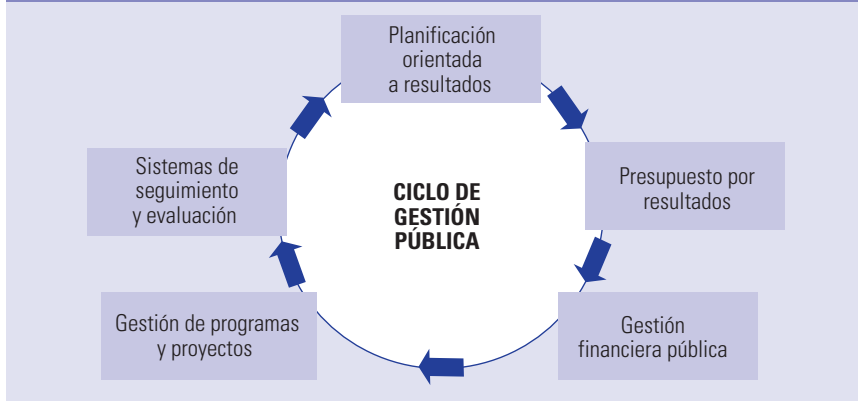 Planificación
orientada
a resultados
Presupuesto por
resultados
Gestión
financiera pública
Gestión de programas
y proyectos
Sistemas de
seguimiento
y evaluación
CICLO DE
GESTIÓN
PÚBLICA